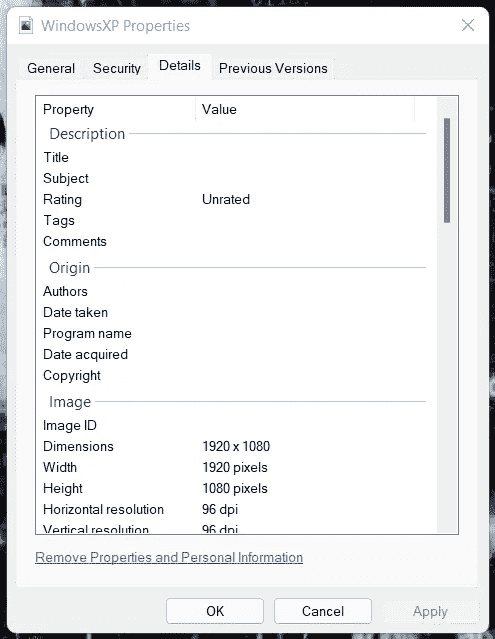 WindowsXP Properties
General Security Details Previous Versions
Property Value
Description
Title
Subject
Rating Unrated
Tags
Comments
Origin
Authors
Date taken
Program name
Date acquired
Copyright
Image
Image ID
Dimensions 1920 x 1080
Width 1920 pixels
Height 1080 pixels
Horizontal resolution 96 dpi
Vertical resolution 96 dpi
Remove Properties and Personal Information
OK Cancel Apply